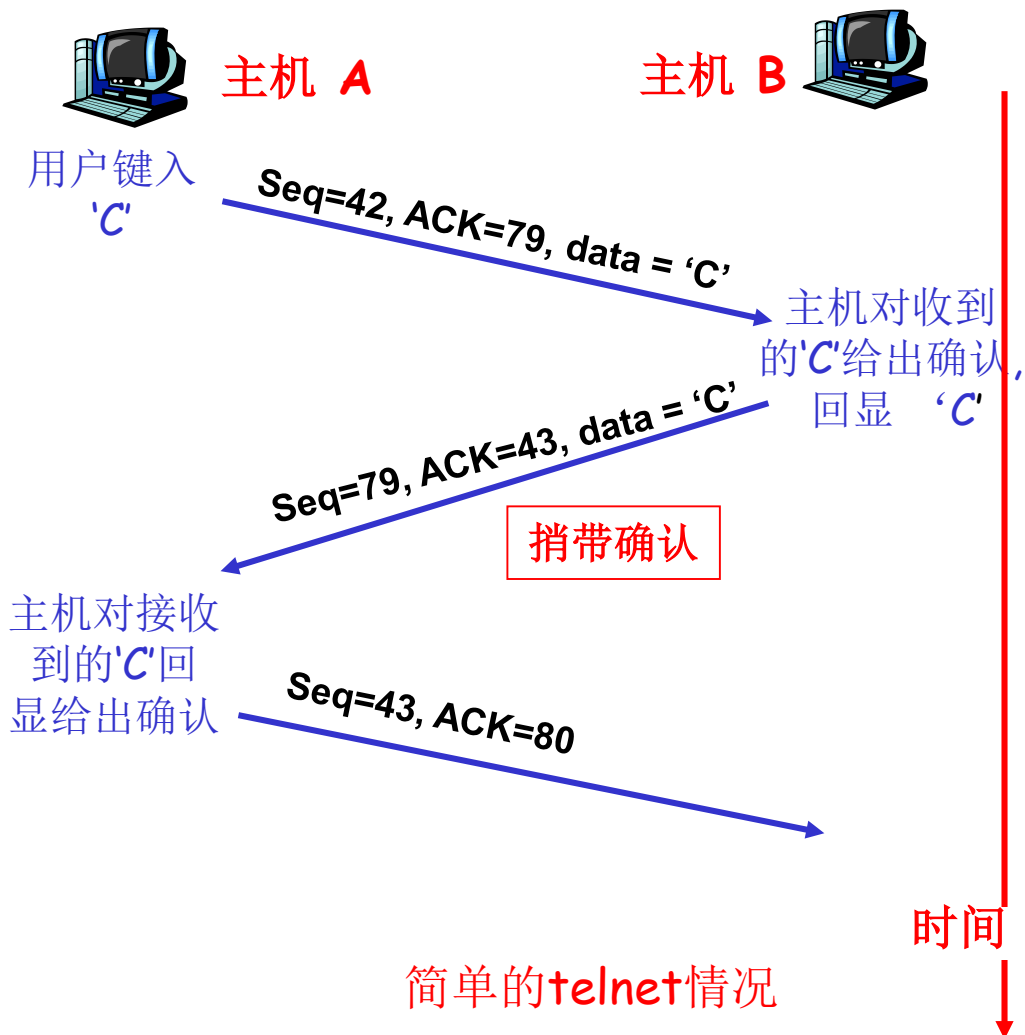 主机 A
主机 B
用户键入
‘C’
Seq=42, ACK=79, data = ‘C’
主机对收到
的‘C’给出确认,
回显 ‘C’
Seq=79, ACK=43, data = ‘C’
捎带确认
主机对接收
到的‘C’回
显给出确认
Seq=43, ACK=80
时间
简单的telnet情况